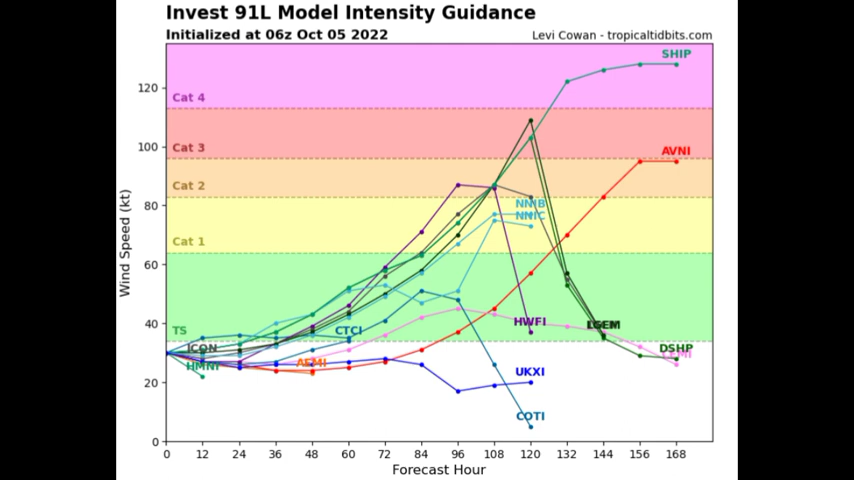 Invest 91L Model Intensity Guidance
Initialized at 06z Oct 05 2022
Levi Cowan - tropicaltidbits.com
SHIP
120
Cat 4
100
Cat 3
AVNI
Cat 2
80
NNIB
NNIC
Cat 1
60
Wind Speed (kt)
40
TS
CTCI
HWFI
LGEM
ICON
DSHP
HMNI
AEMI
UKXI
20
COTI
0
0 12 24 36 48 60 72 84 96 108 120 132 144 156 168
Forecast Hour